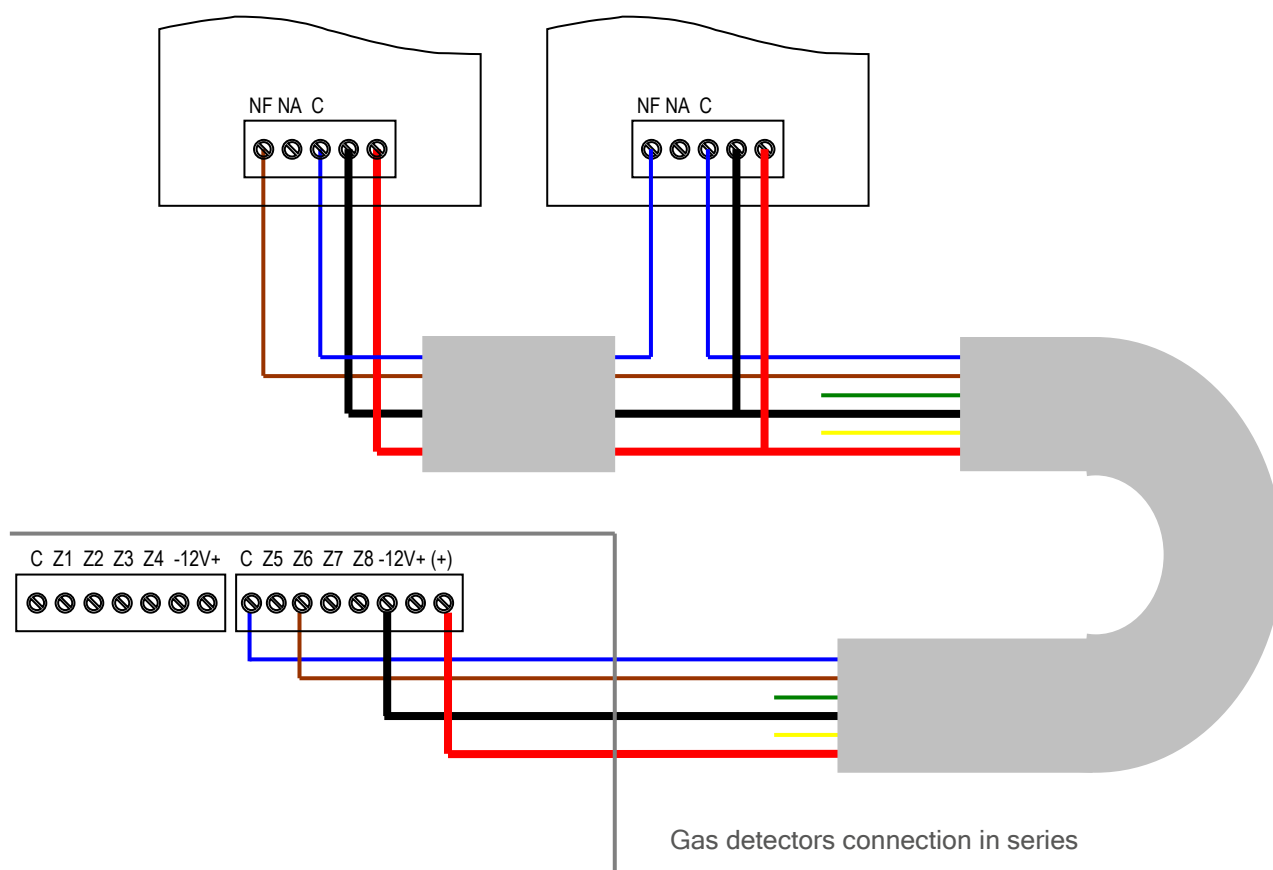 NF NA C
NF NA C
C Z1 Z2 Z3 Z4 -12V+
C Z5 Z6 Z7 Z8 -12V+ (+)
Gas detectors connection in series